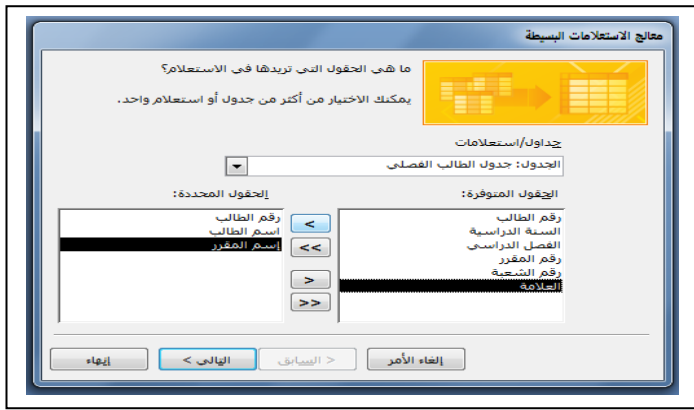 معالج الاستعلامات البسيطة
ما هي الحقول التي تريدها في الاستعلام؟
يمكنك الاختيار من أكثر من جدول أو استعلام واحد.
جداول/استعلامات
الجدول: جدول الطالب الفصلي
الحقول المتوفرة:
رقم الطالب
السنة الدراسية
الفصل الدراسي
رقم المقرر
رقم الشعبة
العلامة
<
<<
>
>>
الحقول المحددة:
رقم الطالب
اسم الطالب
إسم المقرر
إلغاء الأمر
< السابق
التالي >
إنهاء